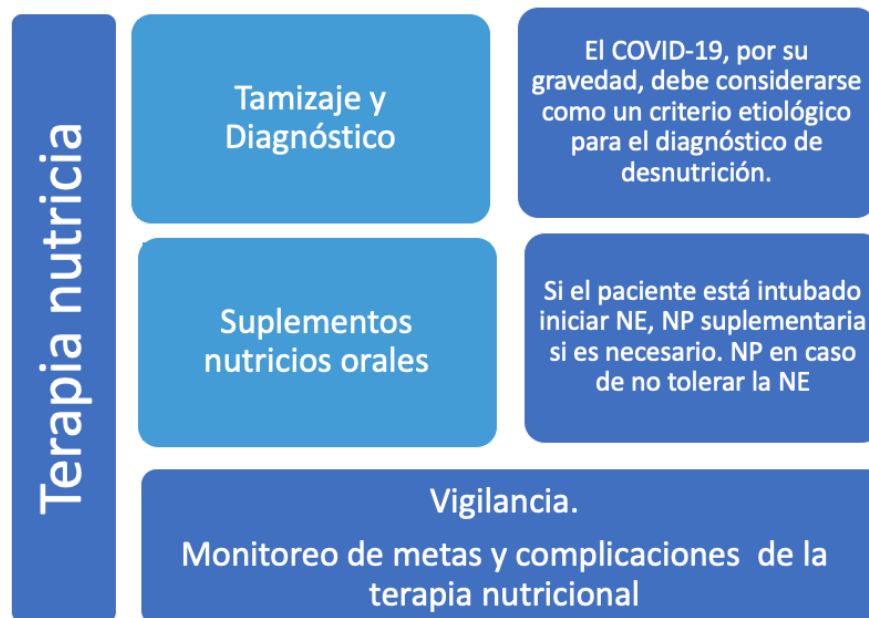 Terapia nutricia
Tamizaje y
Diagnóstico
El COVID-19, por su
gravedad, debe considerarse
como un criterio etiológico
para el diagnóstico de
desnutrición.
Suplementos
nutricios orales
Si el paciente está intubado
iniciar NE, NP suplementaria
si es necesario. NP en caso
de no tolerar la NE
Vigilancia.
Monitoreo de metas y complicaciones de la
terapia nutricional